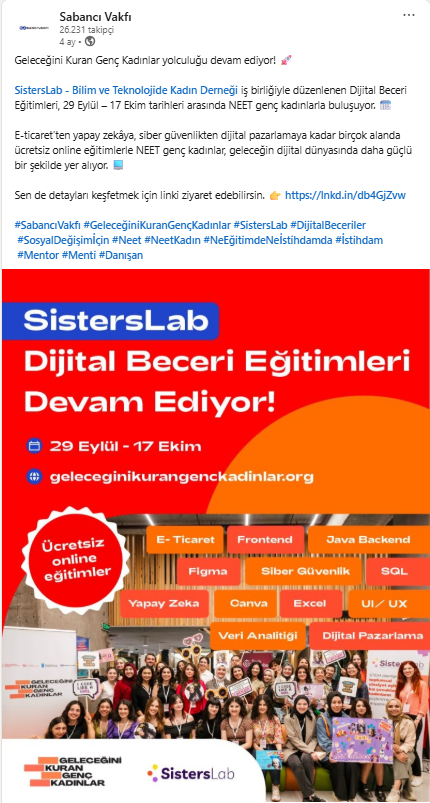 Sabancı Vakfı
26.231 takipçi
4 ay •
Geleceğini Kuran Genç Kadınlar yolculuğu devam ediyor! 🚀
SistersLab - Bilim ve Teknolojide Kadın Derneği iş birliğiyle düzenlenen Dijital Beceri
Eğitimleri, 29 Eylül – 17 Ekim tarihleri arasında NEET genç kadınlarla buluşuyor. 🗓️
E-ticaret'ten yapay zekâya, siber güvenlikten dijital pazarlamaya kadar birçok alanda
ücretsiz online eğitimlerle NEET genç kadınlar, geleceğin dijital dünyasında daha güçlü
bir şekilde yer alıyor. 💻
Sen de detayları keşfetmek için linki ziyaret edebilirsin. 👉 https://lnkd.in/db4GjZvw
#SabancıVakfı #GeleceğiniKuranGençKadınlar #SistersLab #DijitalBeceriler
#SosyalDeğişimİçin #Neet #NeetKadın #NeEğitimdeNeİstihdamda #İstihdam
#Mentor #Menti #Danışan
SistersLab
Dijital Beceri Eğitimleri
Devam Ediyor!
29 Eylül - 17 Ekim
geleceginikurangenckadinlar.org
Ücretsiz
online
eğitimler
E- Ticaret
Frontend
Java Backend
Figma
Siber Güvenlik
SQL
Yapay Zeka
Canva
Excel
UI/ UX
Veri Analitiği
Dijital Pazarlama
GELECEĞİNİ
KURAN
GENÇ
KADINLAR
SistersLab
GELECEĞİNİ
KURAN
GENÇ
KADINLAR
SistersLab